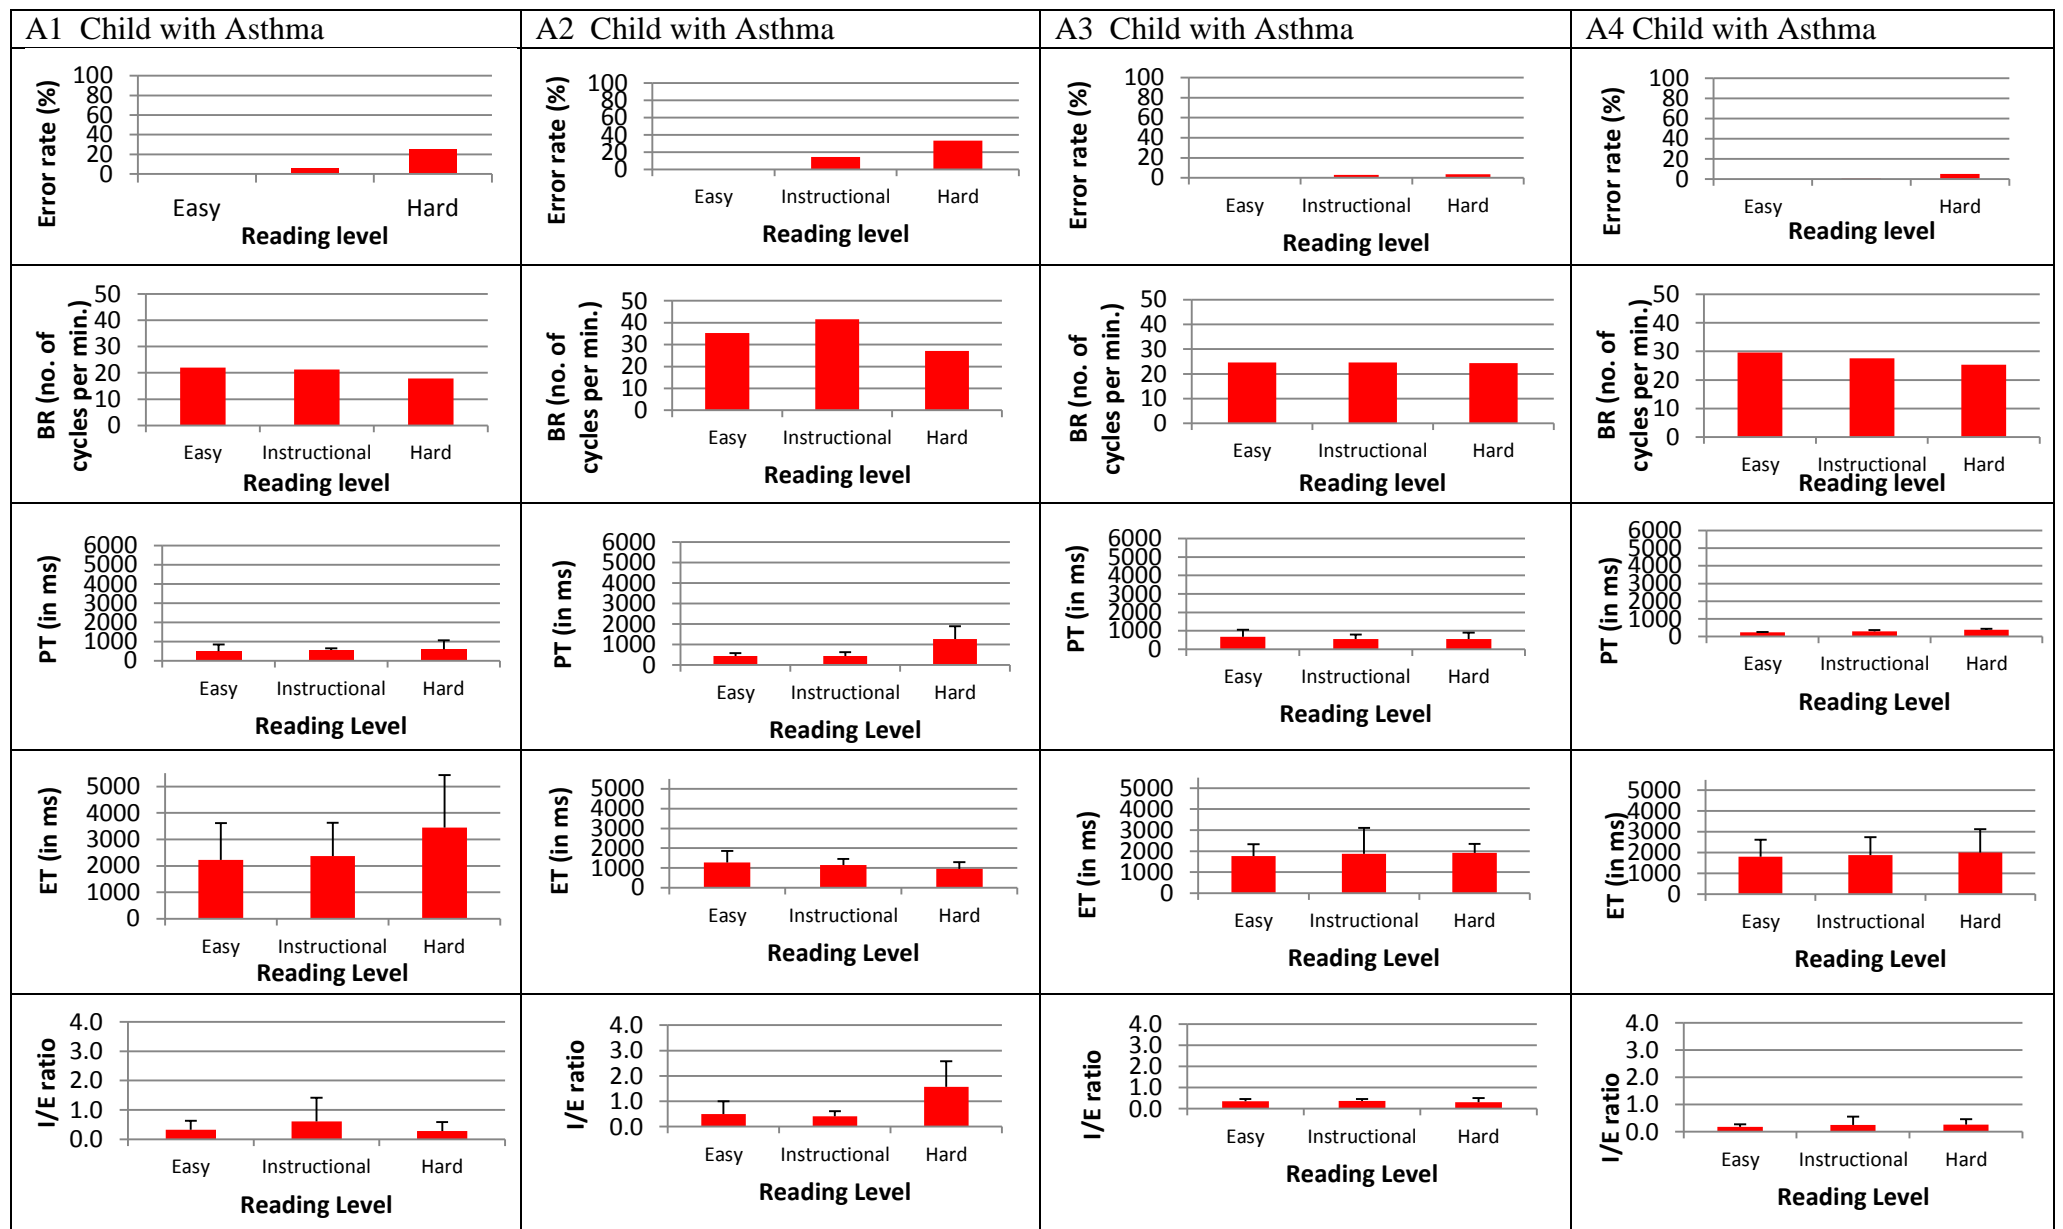 A1 Child with Asthma
A2 Child with Asthma
A3 Child with Asthma
A4 Child with Asthma
Error rate (%)
100
80
60
40
20
0
Easy
Hard
Reading level
Error rate (%)
100
80
60
40
20
0
Easy
Instructional
Hard
Reading level
Error rate (%)
100
80
60
40
20
0
Easy
Instructional
Hard
Reading level
Error rate (%)
100
80
60
40
20
0
Easy
Hard
Reading level
BR (no. of
cycles per min.)
50
40
30
20
10
0
Easy
Instructional
Hard
Reading level
BR (no. of
cycles per min.)
50
40
30
20
10
0
Easy
Instructional
Hard
Reading level
BR (no. of
cycles per min.)
50
40
30
20
10
0
Easy
Instructional
Hard
Reading level
BR (no. of
cycles per min.)
50
40
30
20
10
0
Easy
Instructional
Hard
Reading level
PT (in ms)
6000
5000
4000
3000
2000
1000
0
Easy
Instructional
Hard
Reading Level
PT (in ms)
6000
5000
4000
3000
2000
1000
0
Easy
Instructional
Hard
Reading Level
PT (in ms)
6000
5000
4000
3000
2000
1000
0
Easy
Instructional
Hard
Reading Level
PT (in ms)
6000
5000
4000
3000
2000
1000
0
Easy
Instructional
Hard
Reading Level
ET (in ms)
5000
4000
3000
2000
1000
0
Easy
Instructional
Hard
Reading Level
ET (in ms)
5000
4000
3000
2000
1000
0
Easy
Instructional
Hard
Reading Level
ET (in ms)
5000
4000
3000
2000
1000
0
Easy
Instructional
Hard
Reading Level
ET (in ms)
5000
4000
3000
2000
1000
0
Easy
Instructional
Hard
Reading Level
I/E ratio
4.0
3.0
2.0
1.0
0.0
Easy
Instructional
Hard
Reading Level
I/E ratio
4.0
3.0
2.0
1.0
0.0
Easy
Instructional
Hard
Reading Level
I/E ratio
4.0
3.0
2.0
1.0
0.0
Easy
Instructional
Hard
Reading Level
I/E ratio
4.0
3.0
2.0
1.0
0.0
Easy
Instructional
Hard
Reading Level